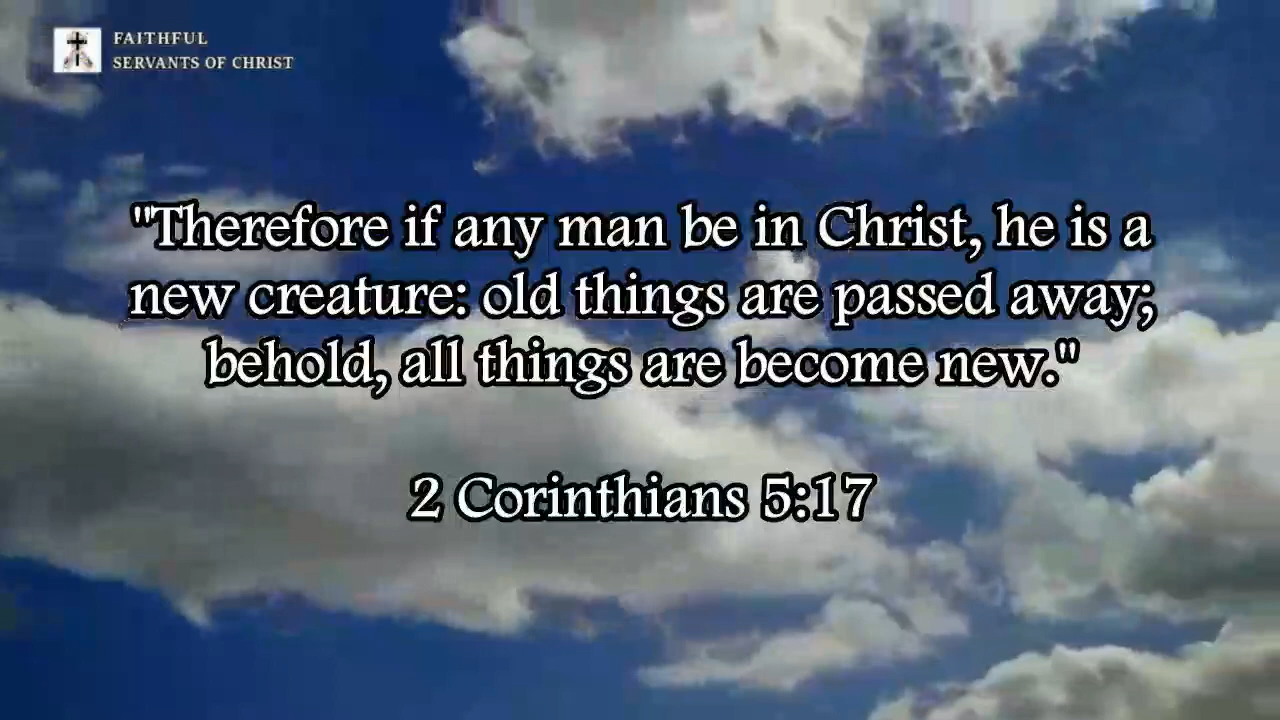 FAITHFUL
SERVANTS OF CHRIST
"Therefore if any man be in Christ, he is a
new creature: old things are passed away;
behold, all things are become new."
2 Corinthians 5:17